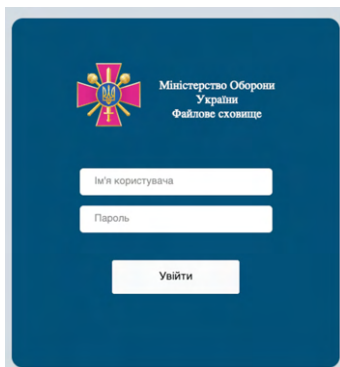 Міністерство Оборони
України
Файлове сховище
Ім'я користувача
Пароль
Увійти